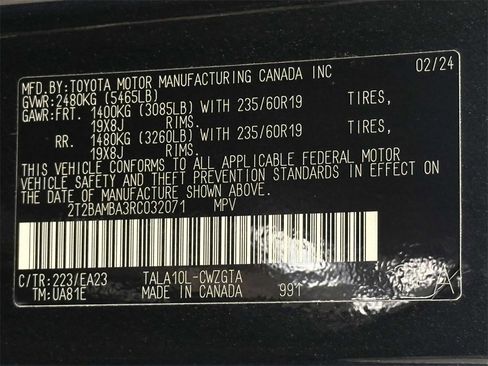 MFD.BY:TOYOTA MOTOR MANUFACTURING CANADA INC 02/24
GVWR:2480KG (5465LB)
GAWR:FRT. 1400KG (3085LB) WITH 235/60R19 TIRES,
19X8J RIMS.
RR. 1480KG (3260LB) WITH 235/60R19 TIRES,
19X8J RIMS.
THIS VEHICLE CONFORMS TO ALL APPLICABLE FEDERAL MOTOR
VEHICLE SAFETY AND THEFT PREVENTION STANDARDS IN EFFECT ON
THE DATE OF MANUFACTURE SHOWN ABOVE.
2T2BAMBA3RC032071 MPV
C/TR:223/EA23 TALA10L-CWZGTA
TM:UA81E MADE IN CANADA 991
A